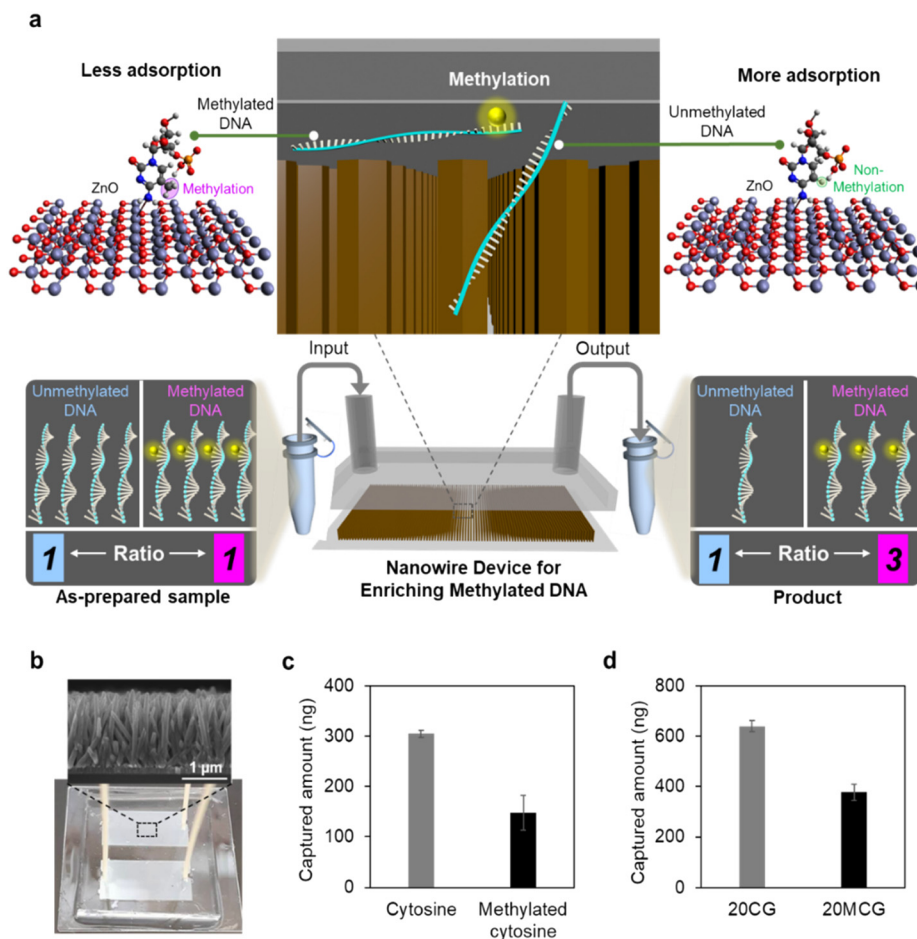 a
Less adsorption
Methylation
More adsorption
Methylated
DNA
Unmethylated
DNA
ZnO
Methylation
ZnO
Non-
Methylation
Input
Output
Unmethylated
DNA
Methylated
DNA
Unmethylated
DNA
Methylated
DNA
1 Ratio 1
1 Ratio 3
As-prepared sample
Nanowire Device for
Enriching Methylated DNA
Product
b
1 μm
c
Captured amount (ng)
400
300
200
100
0
Cytosine
Methylated
cytosine
d
Captured amount (ng)
800
600
400
200
0
20CG
20MCG